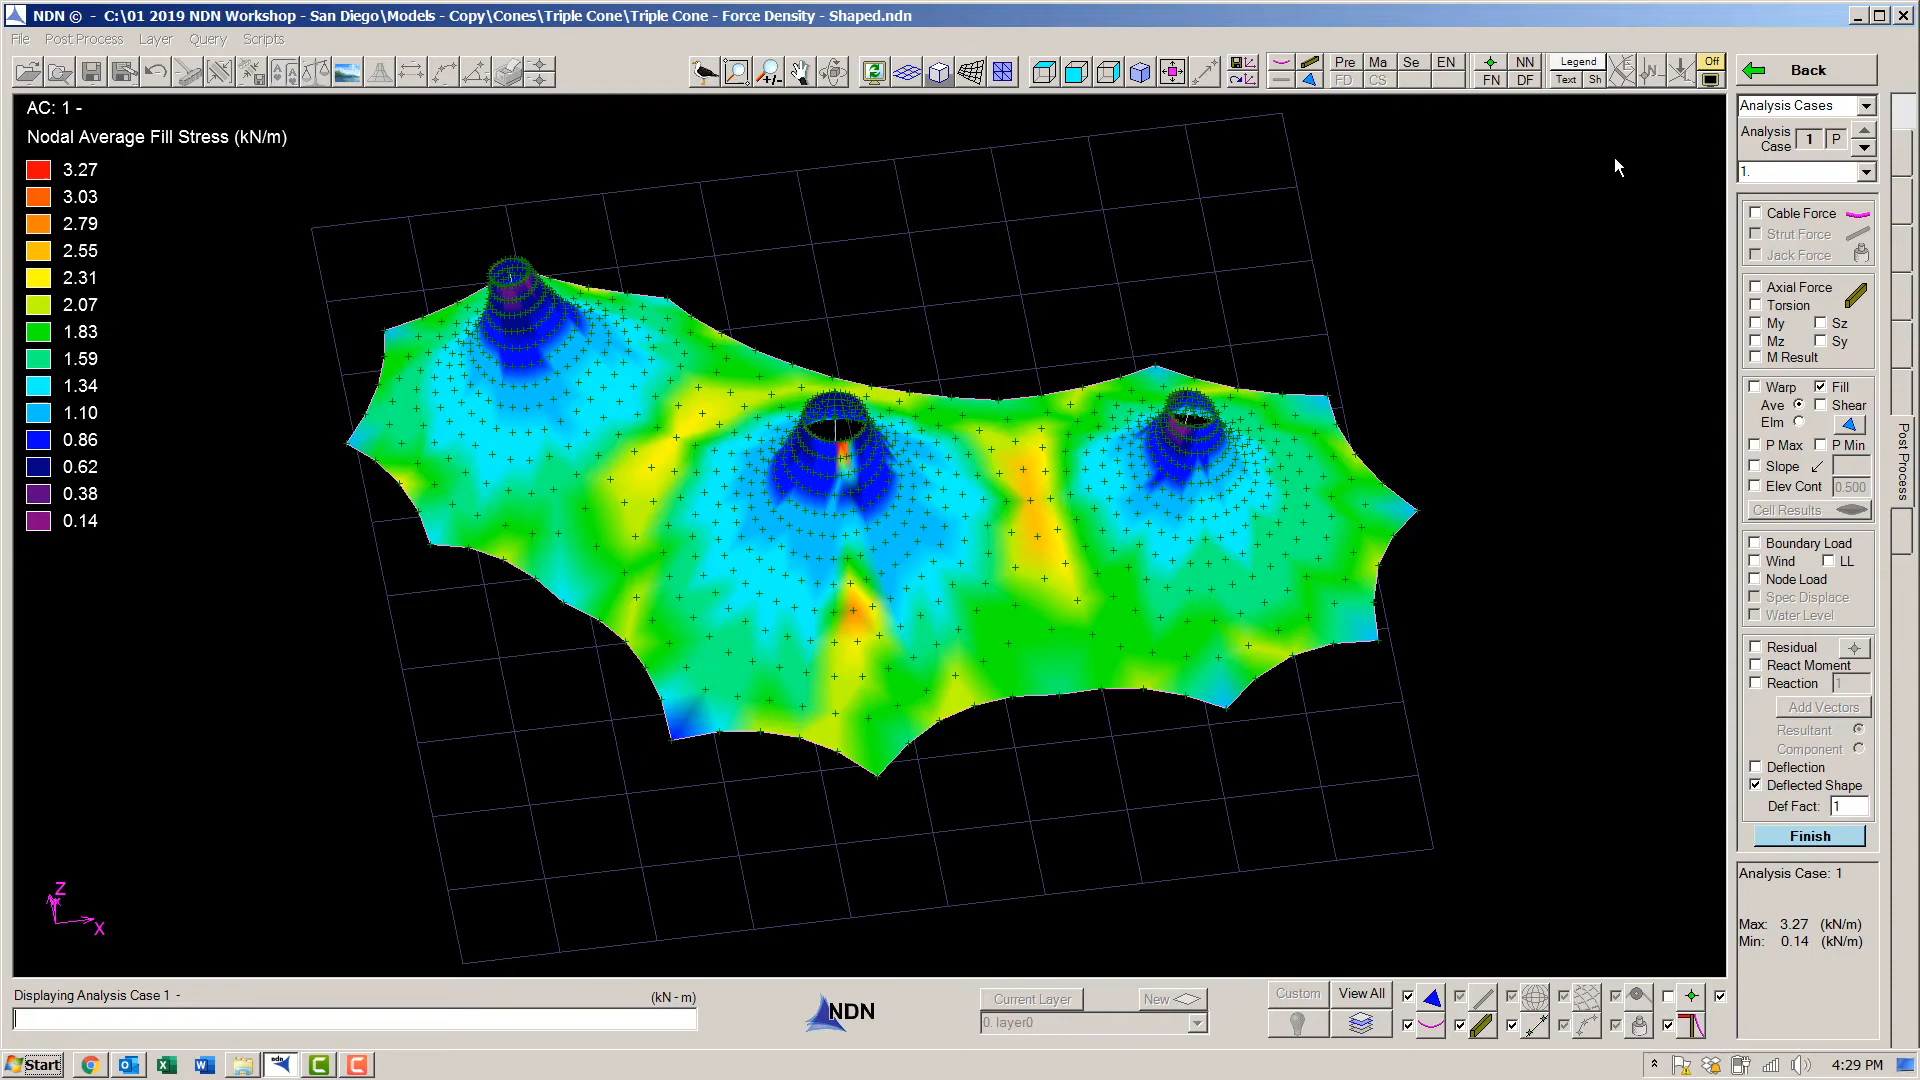 NDN © - C:\01 2019 NDN Workshop - San Diego\Models - Copy\Cones\Triple Cone\Triple Cone - Force Density - Shaped.ndn
File Post Process Layer Query Scripts
Pre Ma Se EN NN Legend Off
FD CS FN DF Text Sh
Back
AC: 1 -
Nodal Average Fill Stress (kN/m)
3.27
3.03
2.79
2.55
2.31
2.07
1.83
1.59
1.34
1.10
0.86
0.62
0.38
0.14
Z
X
Analysis Cases
Analysis Case 1 P
1.
Cable Force
Strut Force
Jack Force
Axial Force
Torsion
My Sz
Mz Sy
M Result
Warp Fill
Ave Shear
Elm
P Max P Min
Slope
Elev Cont 0.500
Cell Results
Post Process
Boundary Load
Wind LL
Node Load
Spec Displace
Water Level
Residual
React Moment
Reaction 1
Add Vectors
Resultant
Component
Deflection
Deflected Shape
Def Fact: 1
Finish
Analysis Case: 1
Max: 3.27 (kN/m)
Min: 0.14 (kN/m)
Displaying Analysis Case 1 - (kN - m)
NDN
Current Layer New
0. layer0
Custom View All
Start
4:29 PM